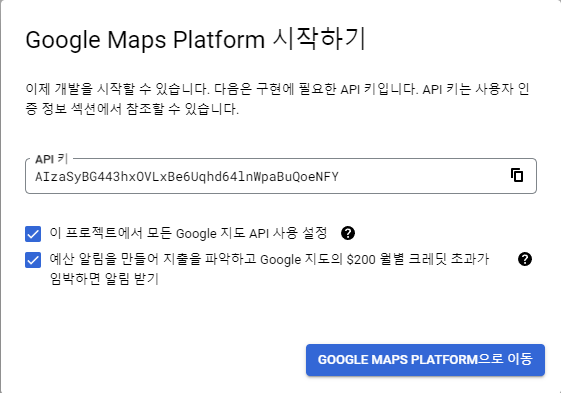 Google Maps Platform 시작하기
이제 개발을 시작할 수 있습니다. 다음은 구현에 필요한 API 키입니다. API 키는 사용자 인
증 정보 섹션에서 참조할 수 있습니다.
API 키
AIzaSyBG443hxOVLxBe6Uqhd64lnWpaBuQoeNFY
이 프로젝트에서 모든 Google 지도 API 사용 설정
예산 알림을 만들어 지출을 파악하고 Google 지도의 $200 월별 크레딧 초과가
임박하면 알림 받기
GOOGLE MAPS PLATFORM으로 이동